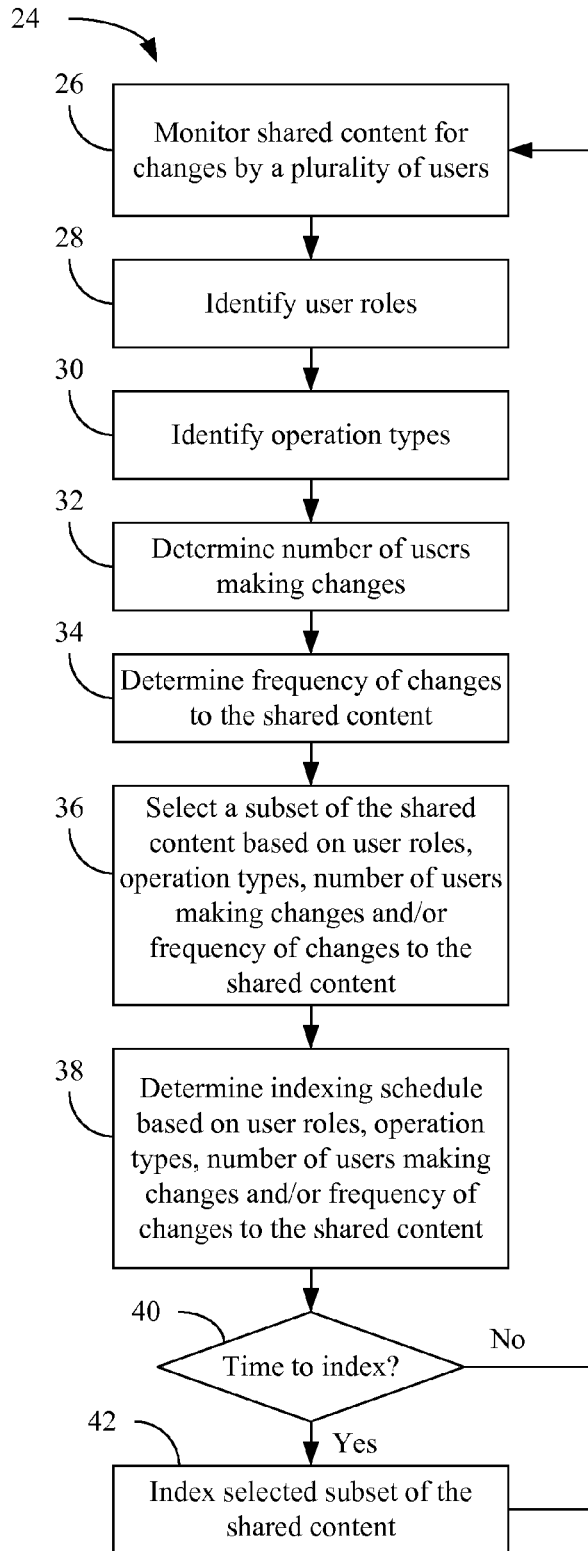 24
26
Monitor shared content for
changes by a plurality of users
28
Identify user roles
30
Identify operation types
32
Determine number of users
making changes
34
Determine frequency of changes
to the shared content
36
Select a subset of the shared
content based on user roles,
operation types, number of users
making changes and/or
frequency of changes to the
shared content
38
Determine indexing schedule
based on user roles, operation
types, number of users making
changes and/or frequency of
changes to the shared content
40
Time to index?
No
Yes
42
Index selected subset of the
shared content